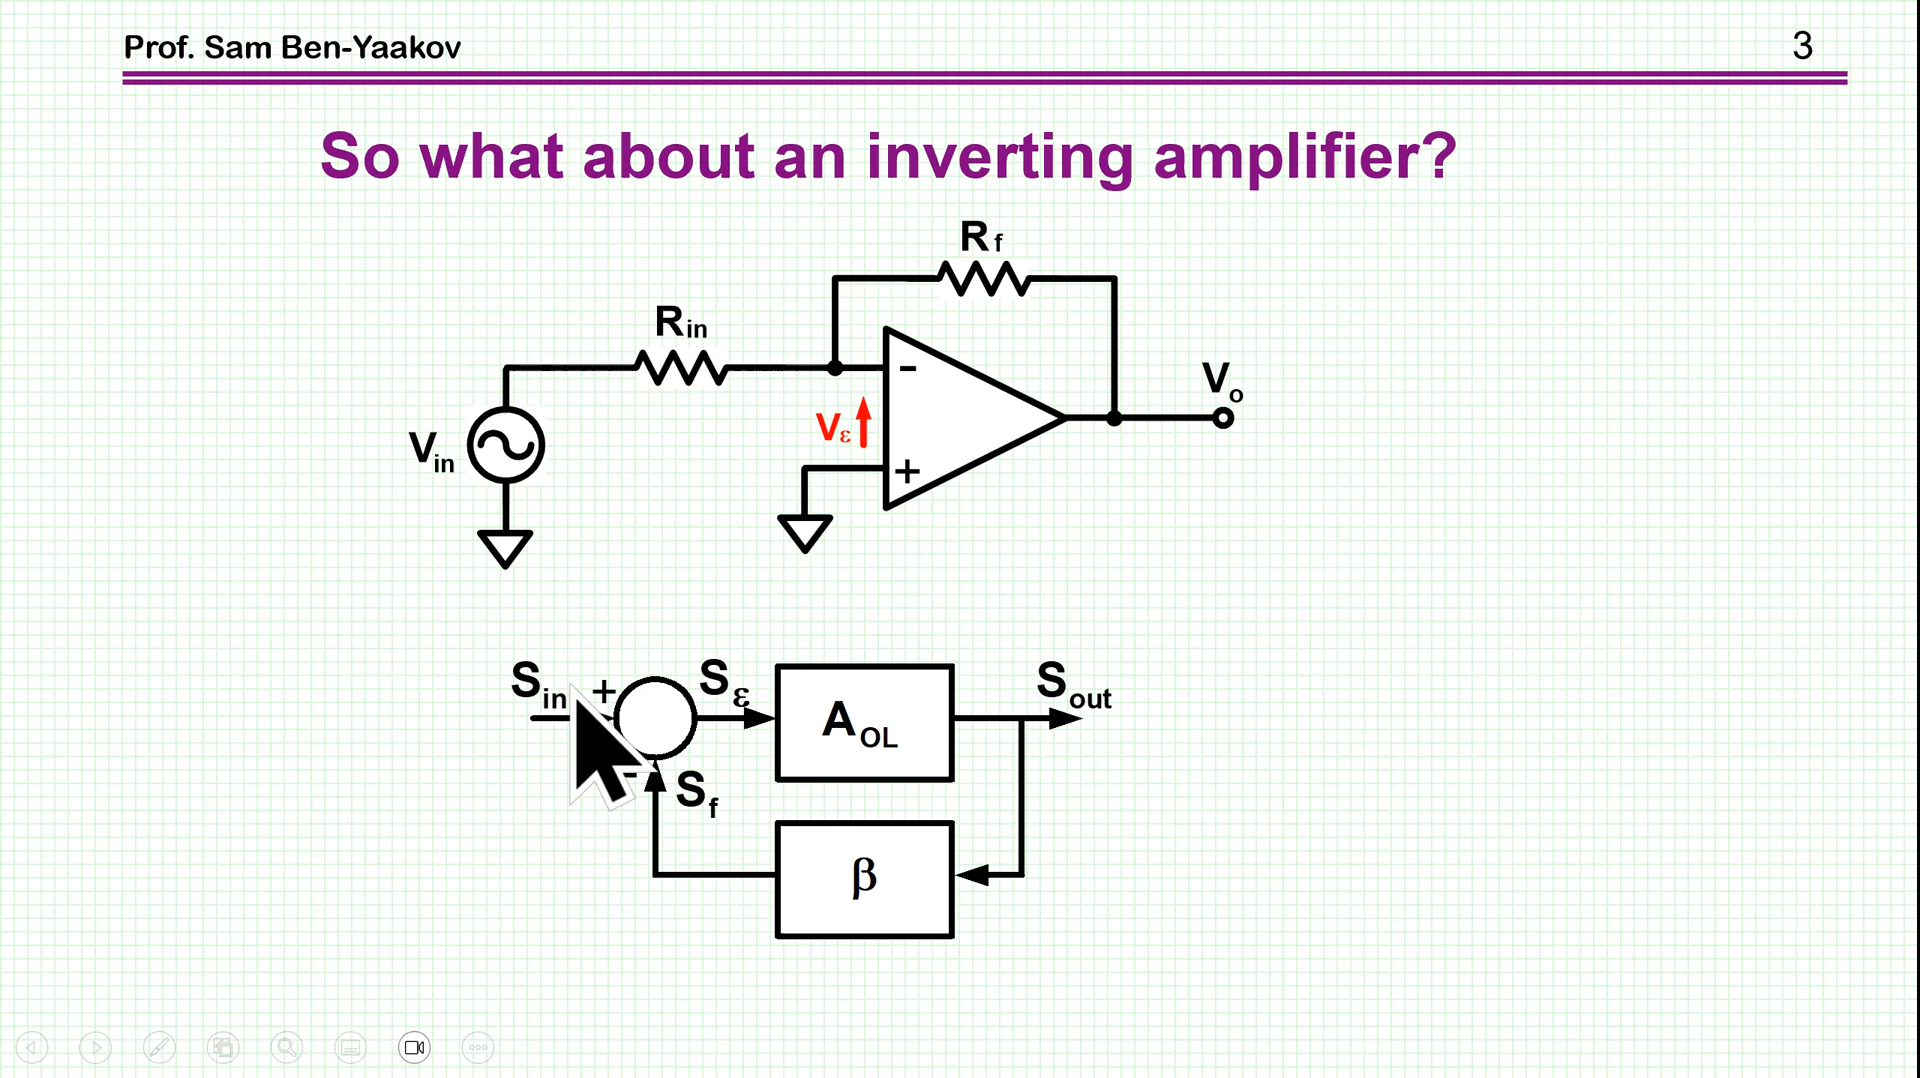 Prof. Sam Ben-Yaakov 3
So what about an inverting amplifier?
Rf
Rin
-
Vo
Vε
Vin
+
Sin + Sε Sout
AOL
- Sf
β